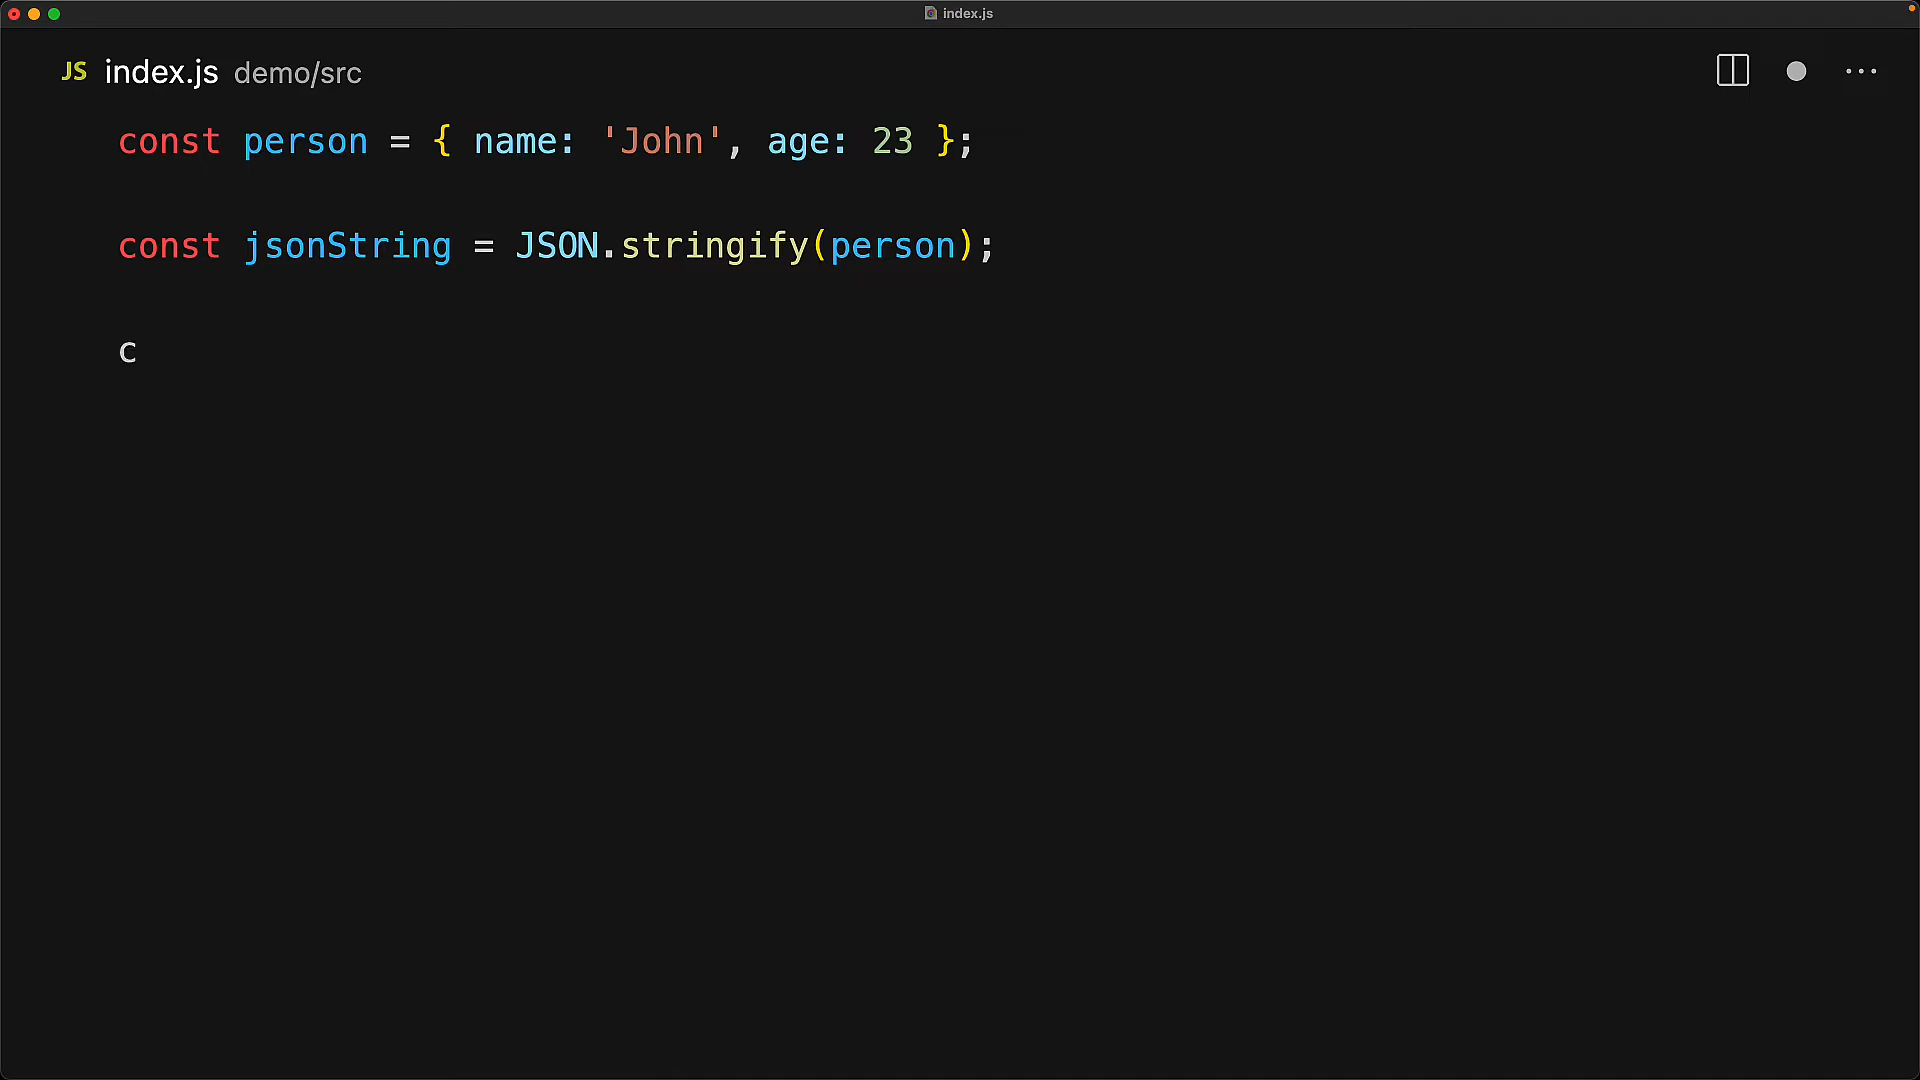 index.js
JS index.js demo/src
const person = { name: 'John', age: 23 };
const jsonString = JSON.stringify(person);
c